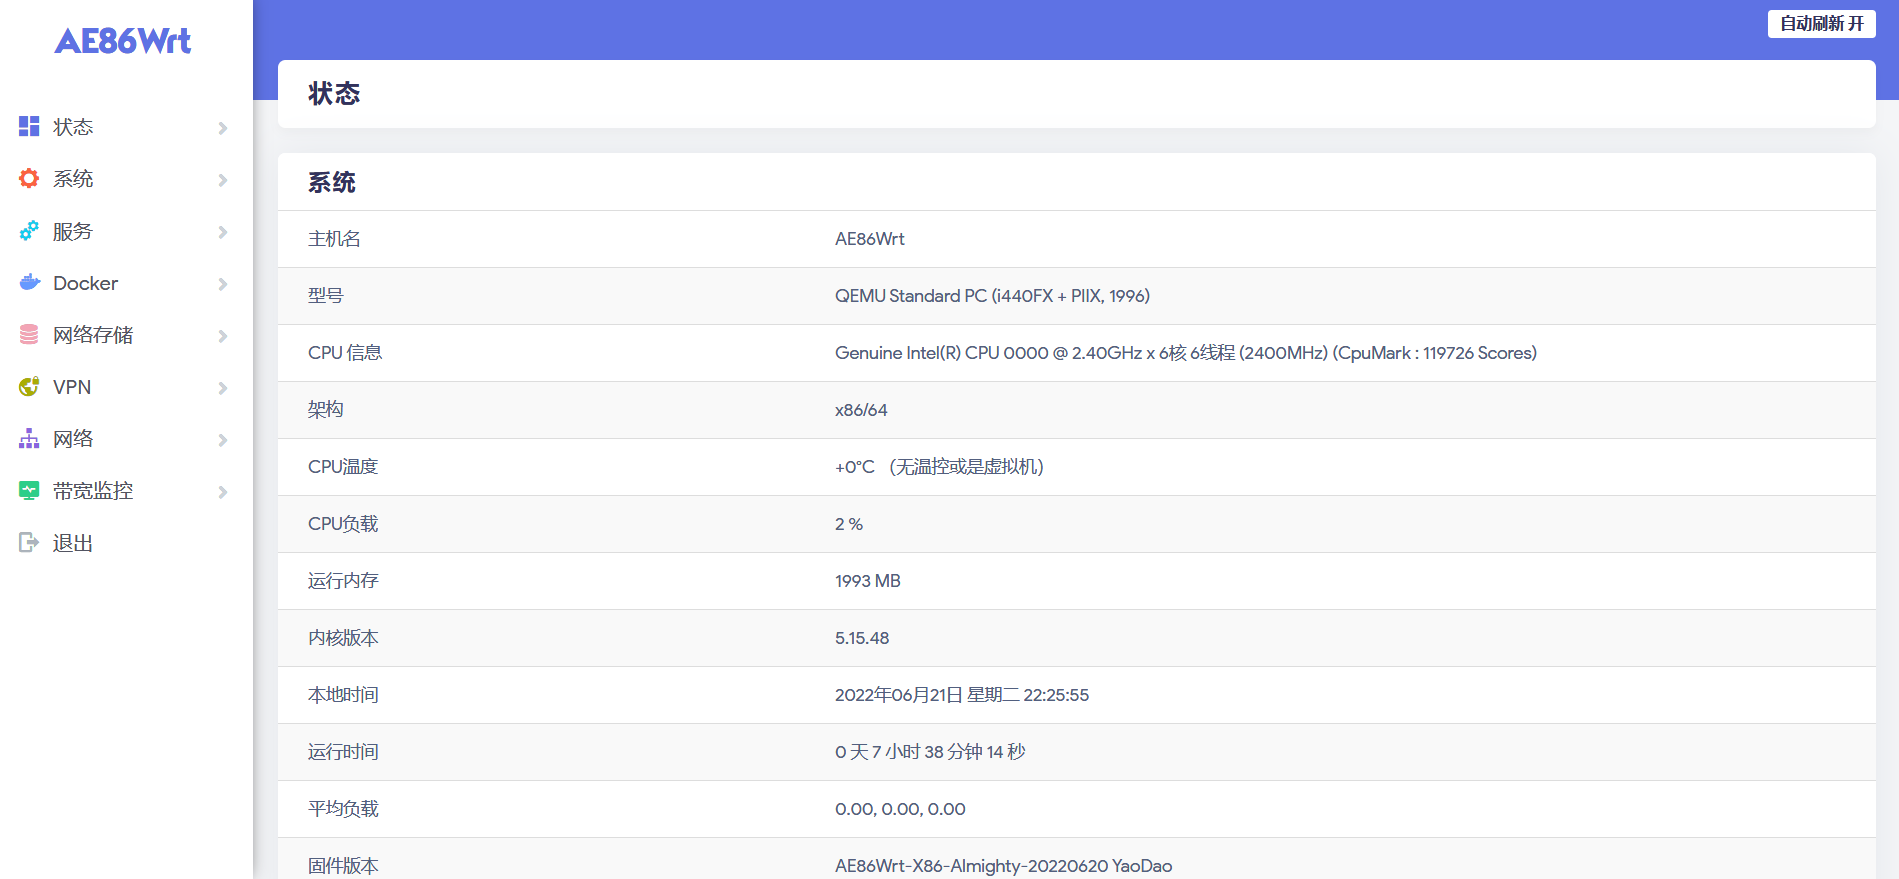 AE86Wrt
状态
系统
服务
Docker
网络存储
VPN
网络
带宽监控
退出
自动刷新 开
状态
系统
主机名 AE86Wrt
型号 QEMU Standard PC (i440FX + PIIX, 1996)
CPU 信息 Genuine Intel(R) CPU 0000 @ 2.40GHz x 6核 6线程 (2400MHz) (CpuMark : 119726 Scores)
架构 x86/64
CPU温度 +0°C （无温控或是虚拟机）
CPU负载 2 %
运行内存 1993 MB
内核版本 5.15.48
本地时间 2022年06月21日 星期二 22:25:55
运行时间 0 天 7 小时 38 分钟 14 秒
平均负载 0.00, 0.00, 0.00
固件版本 AE86Wrt-X86-Almighty-20220620 YaoDao